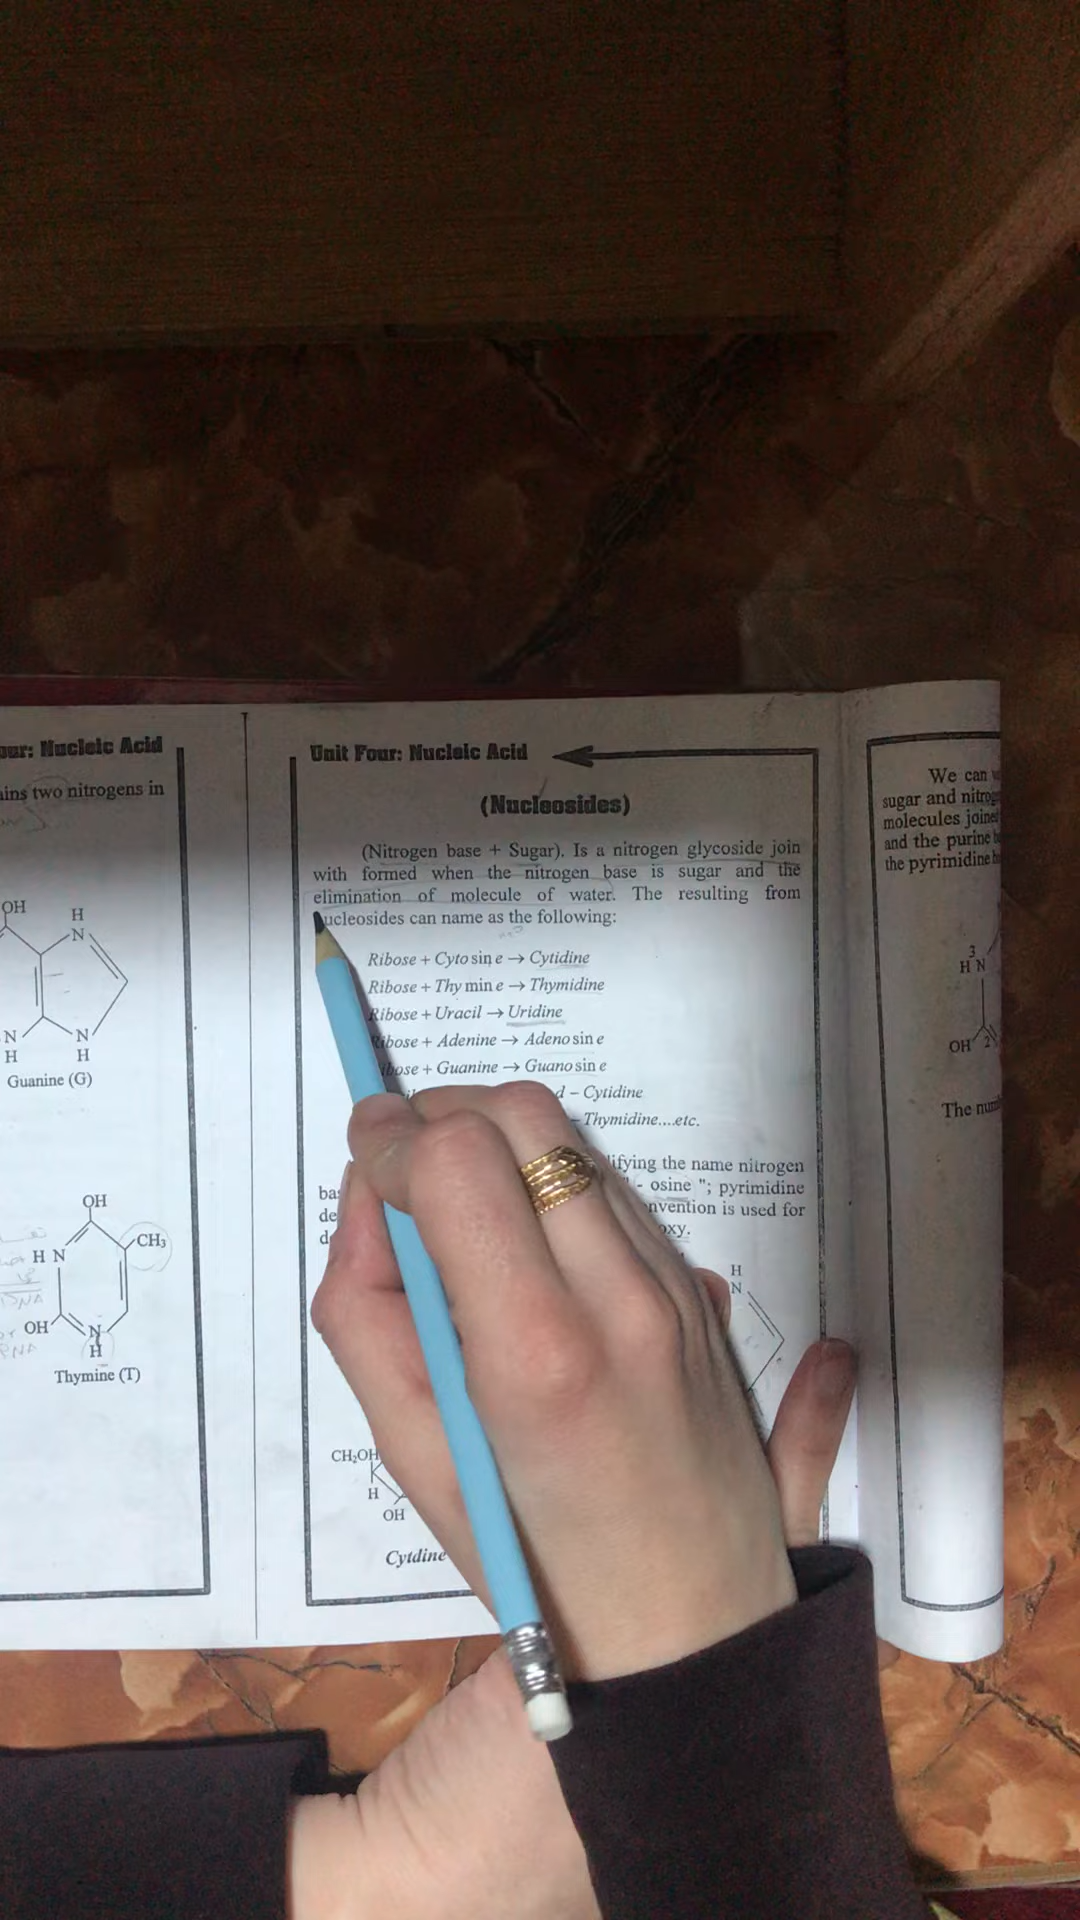 our: Nucleic Acid
ains two nitrogens in
OH
H
N
N
H
N
H
Guanine (G)
OH
CH₃
H N
OH
N
H
Thymine (T)
DNA
RNA
Unit Four: Nucleic Acid
(Nucleosides)
(Nitrogen base + Sugar). Is a nitrogen glycoside join
with formed when the nitrogen base is sugar and the
elimination of molecule of water. The resulting from
ucleosides can name as the following:
Ribose + Cyto sin e → Cytidine
Ribose + Thy min e → Thymidine
Ribose + Uracil → Uridine
ibose + Adenine → Adeno sin e
ibose + Guanine → Guano sin e
d – Cytidine
– Thymidine....etc.
ifying the name nitrogen
" - osine "; pyrimidine
nvention is used for
oxy.
H
N
CH₂OH
H
OH
Cytdine
We can
sugar and nitrog
molecules joine
and the purine b
the pyrimidine b
3
H N
OH
2
The num